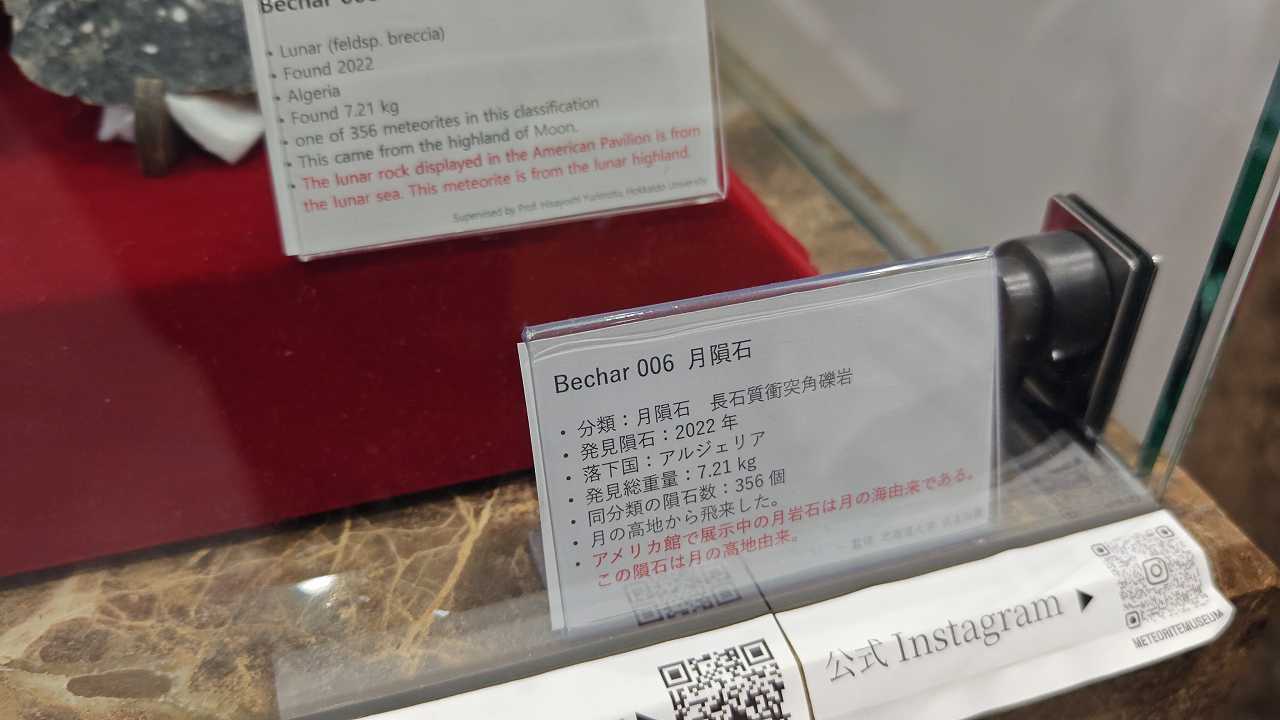 Bechar 006
• Lunar (feldsp. breccia)
• Found 2022
• Algeria
• Found 7.21 kg
• one of 356 meteorites in this classification
• This came from the highland of Moon.
• The lunar rock displayed in the American Pavilion is from
the lunar sea. This meteorite is from the lunar highland.
Supervised by Prof. Hisayoshi Yurimoto, Hokkaido University
Bechar 006 月隕石
• 分類：月隕石 長石質衝突角礫岩
• 発見隕石：2022 年
• 落下国：アルジェリア
• 発見総重量：7.21 kg
• 同分類の隕石数：356 個
• 月の高地から飛来した。
• アメリカ館で展示中の月岩石は月の海由来である。
この隕石は月の高地由来。
公式 Instagram ▶
METEORITEMUSEUM